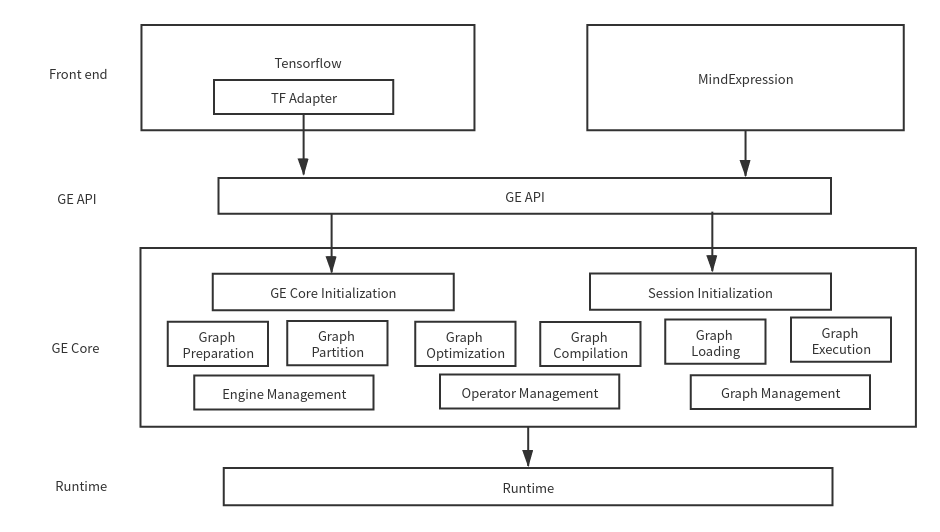 Front end
Tensorflow
TF Adapter
MindExpression
GE API
GE API
GE Core
GE Core Initialization
Session Initialization
Graph
Preparation
Graph
Partition
Graph
Optimization
Graph
Compilation
Graph
Loading
Graph
Execution
Engine Management
Operator Management
Graph Management
Runtime
Runtime